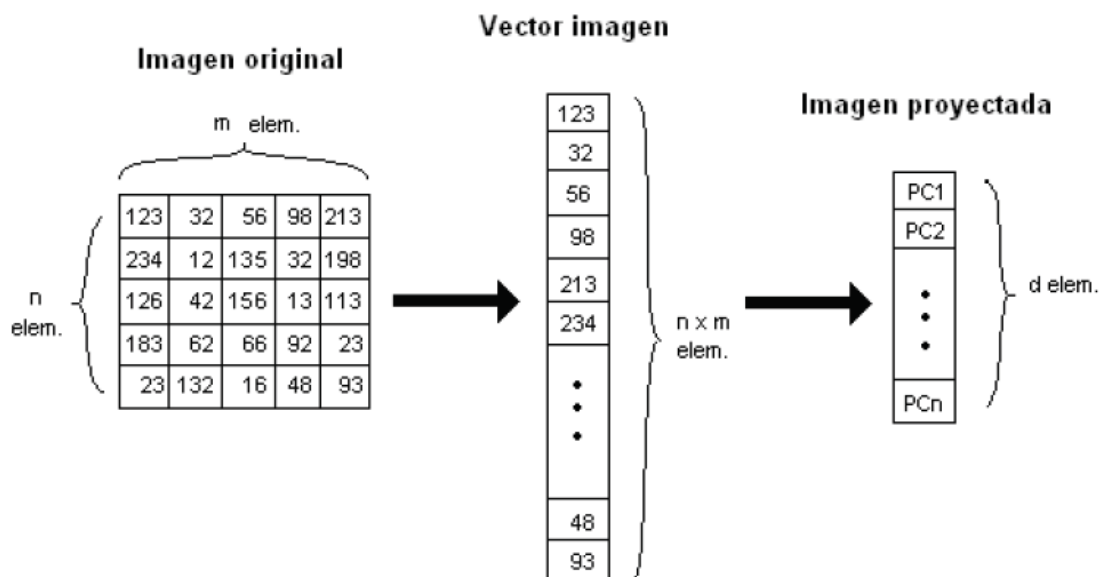 Vector imagen
Imagen original
Imagen proyectada
m elem.
n
elem.
123 32 56 98 213
234 12 135 32 198
126 42 156 13 113
183 62 66 92 23
23 132 16 48 93
123
32
56
98
213
234
48
93
n x m
elem.
PC1
PC2
PCn
d elem.